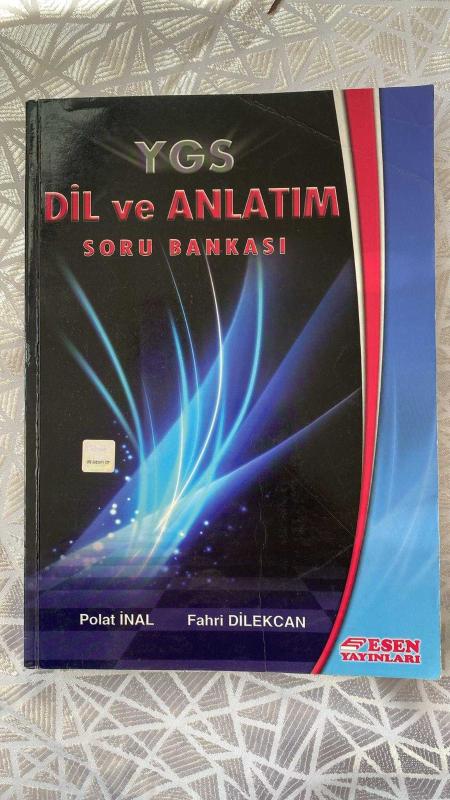 YGS
DİL ve ANLATIM
SORU BANKASI
Polat İNAL Fahri DİLEKCAN
ESEN
YAYINLARI